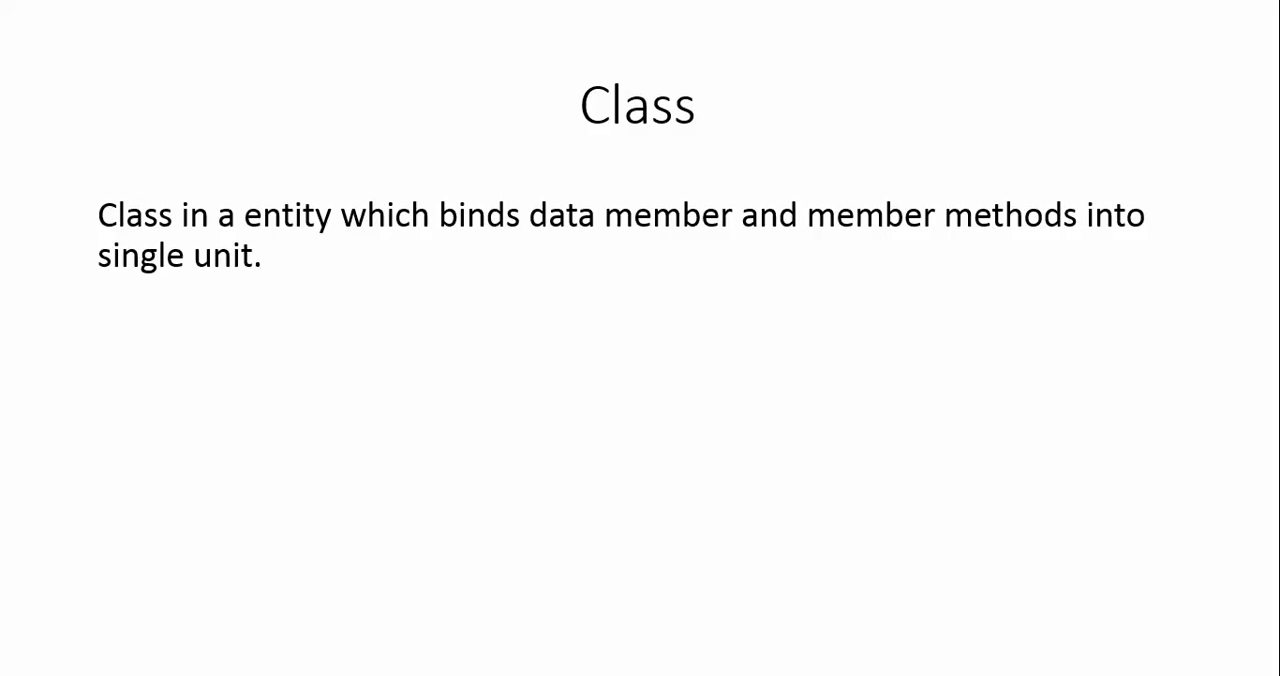 Class
Class in a entity which binds data member and member methods into
single unit.